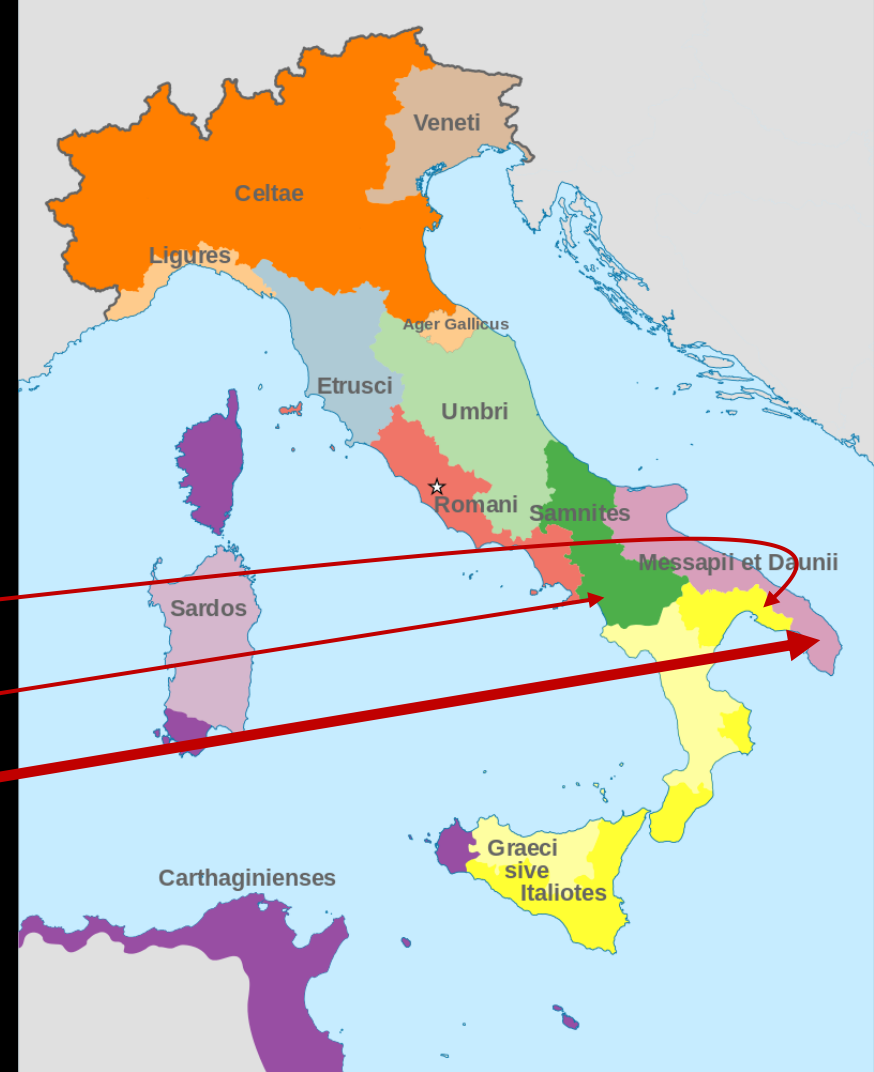 Veneti
Celtae
Ligures
Ager Gallicus
Etrusci
Umbri
Romani
Samnites
Messapii et Daunii
Sardos
Graeci
sive
Italiotes
Carthaginienses